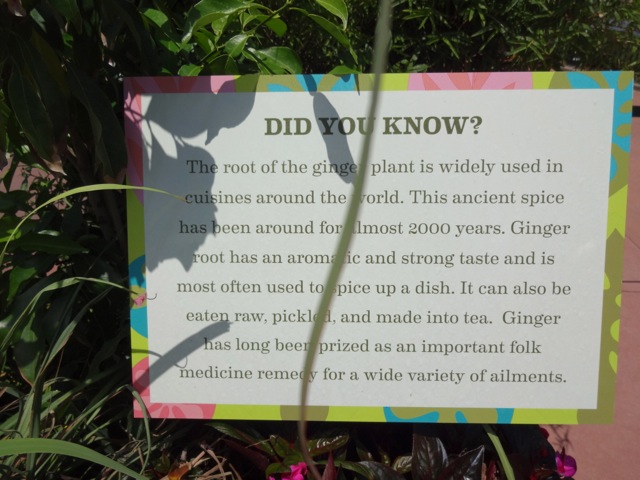 DID YOU KNOW?
The root of the ginger plant is widely used in
cuisines around the world. This ancient spice
has been around for almost 2000 years. Ginger
root has an aromatic and strong taste and is
most often used to spice up a dish. It can also be
eaten raw, pickled, and made into tea. Ginger
has long been prized as an important folk
medicine remedy for a wide variety of ailments.